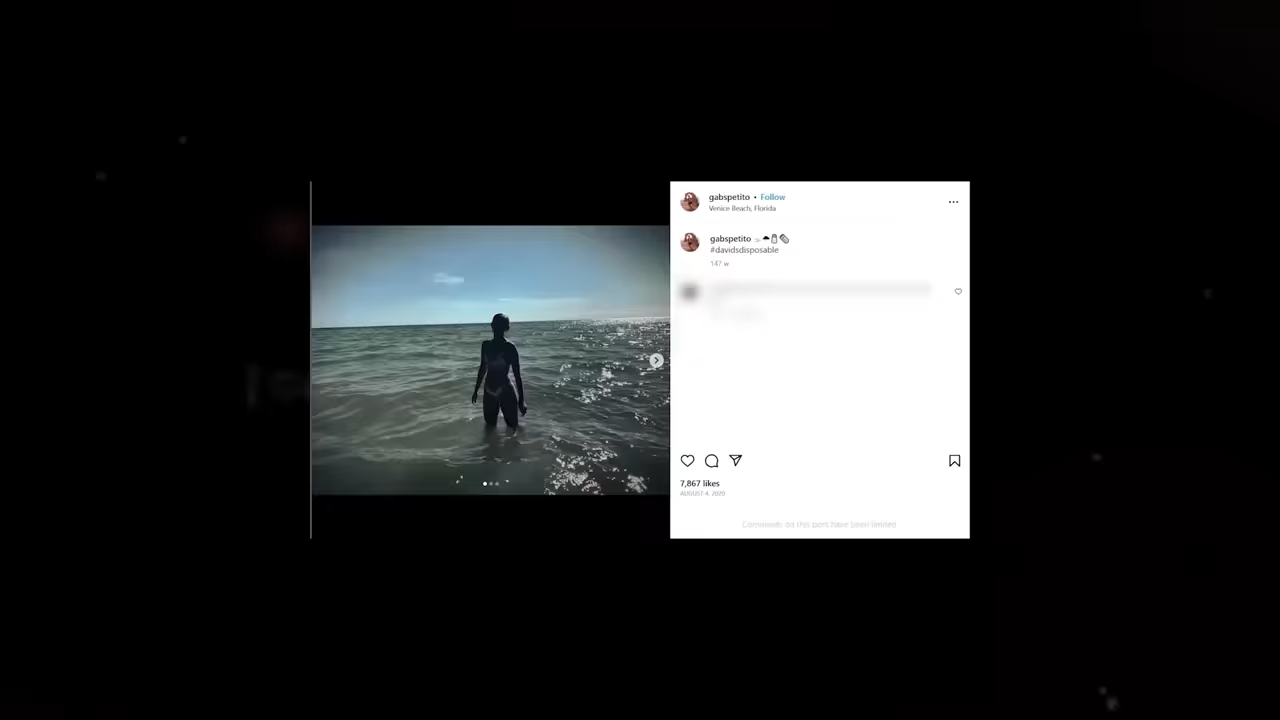 gabspetito • Follow
Venice Beach, Florida
gabspetito
#davidsdisposable
147 w
7,867 likes
AUGUST 4, 2020
Comments on this post have been limited